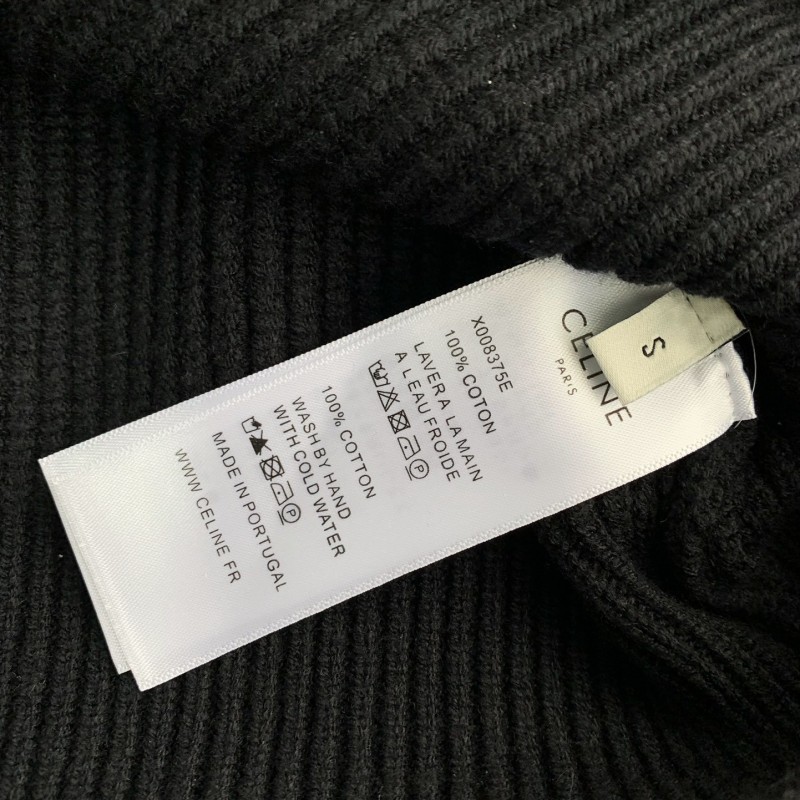 CELINE
PARIS
S
X008375E
100% COTON
LAVER A LA MAIN
A L EAU FROIDE
P
100% COTTON
WASH BY HAND
WITH COLD WATER
P
MADE IN PORTUGAL
WWW.CELINE.FR